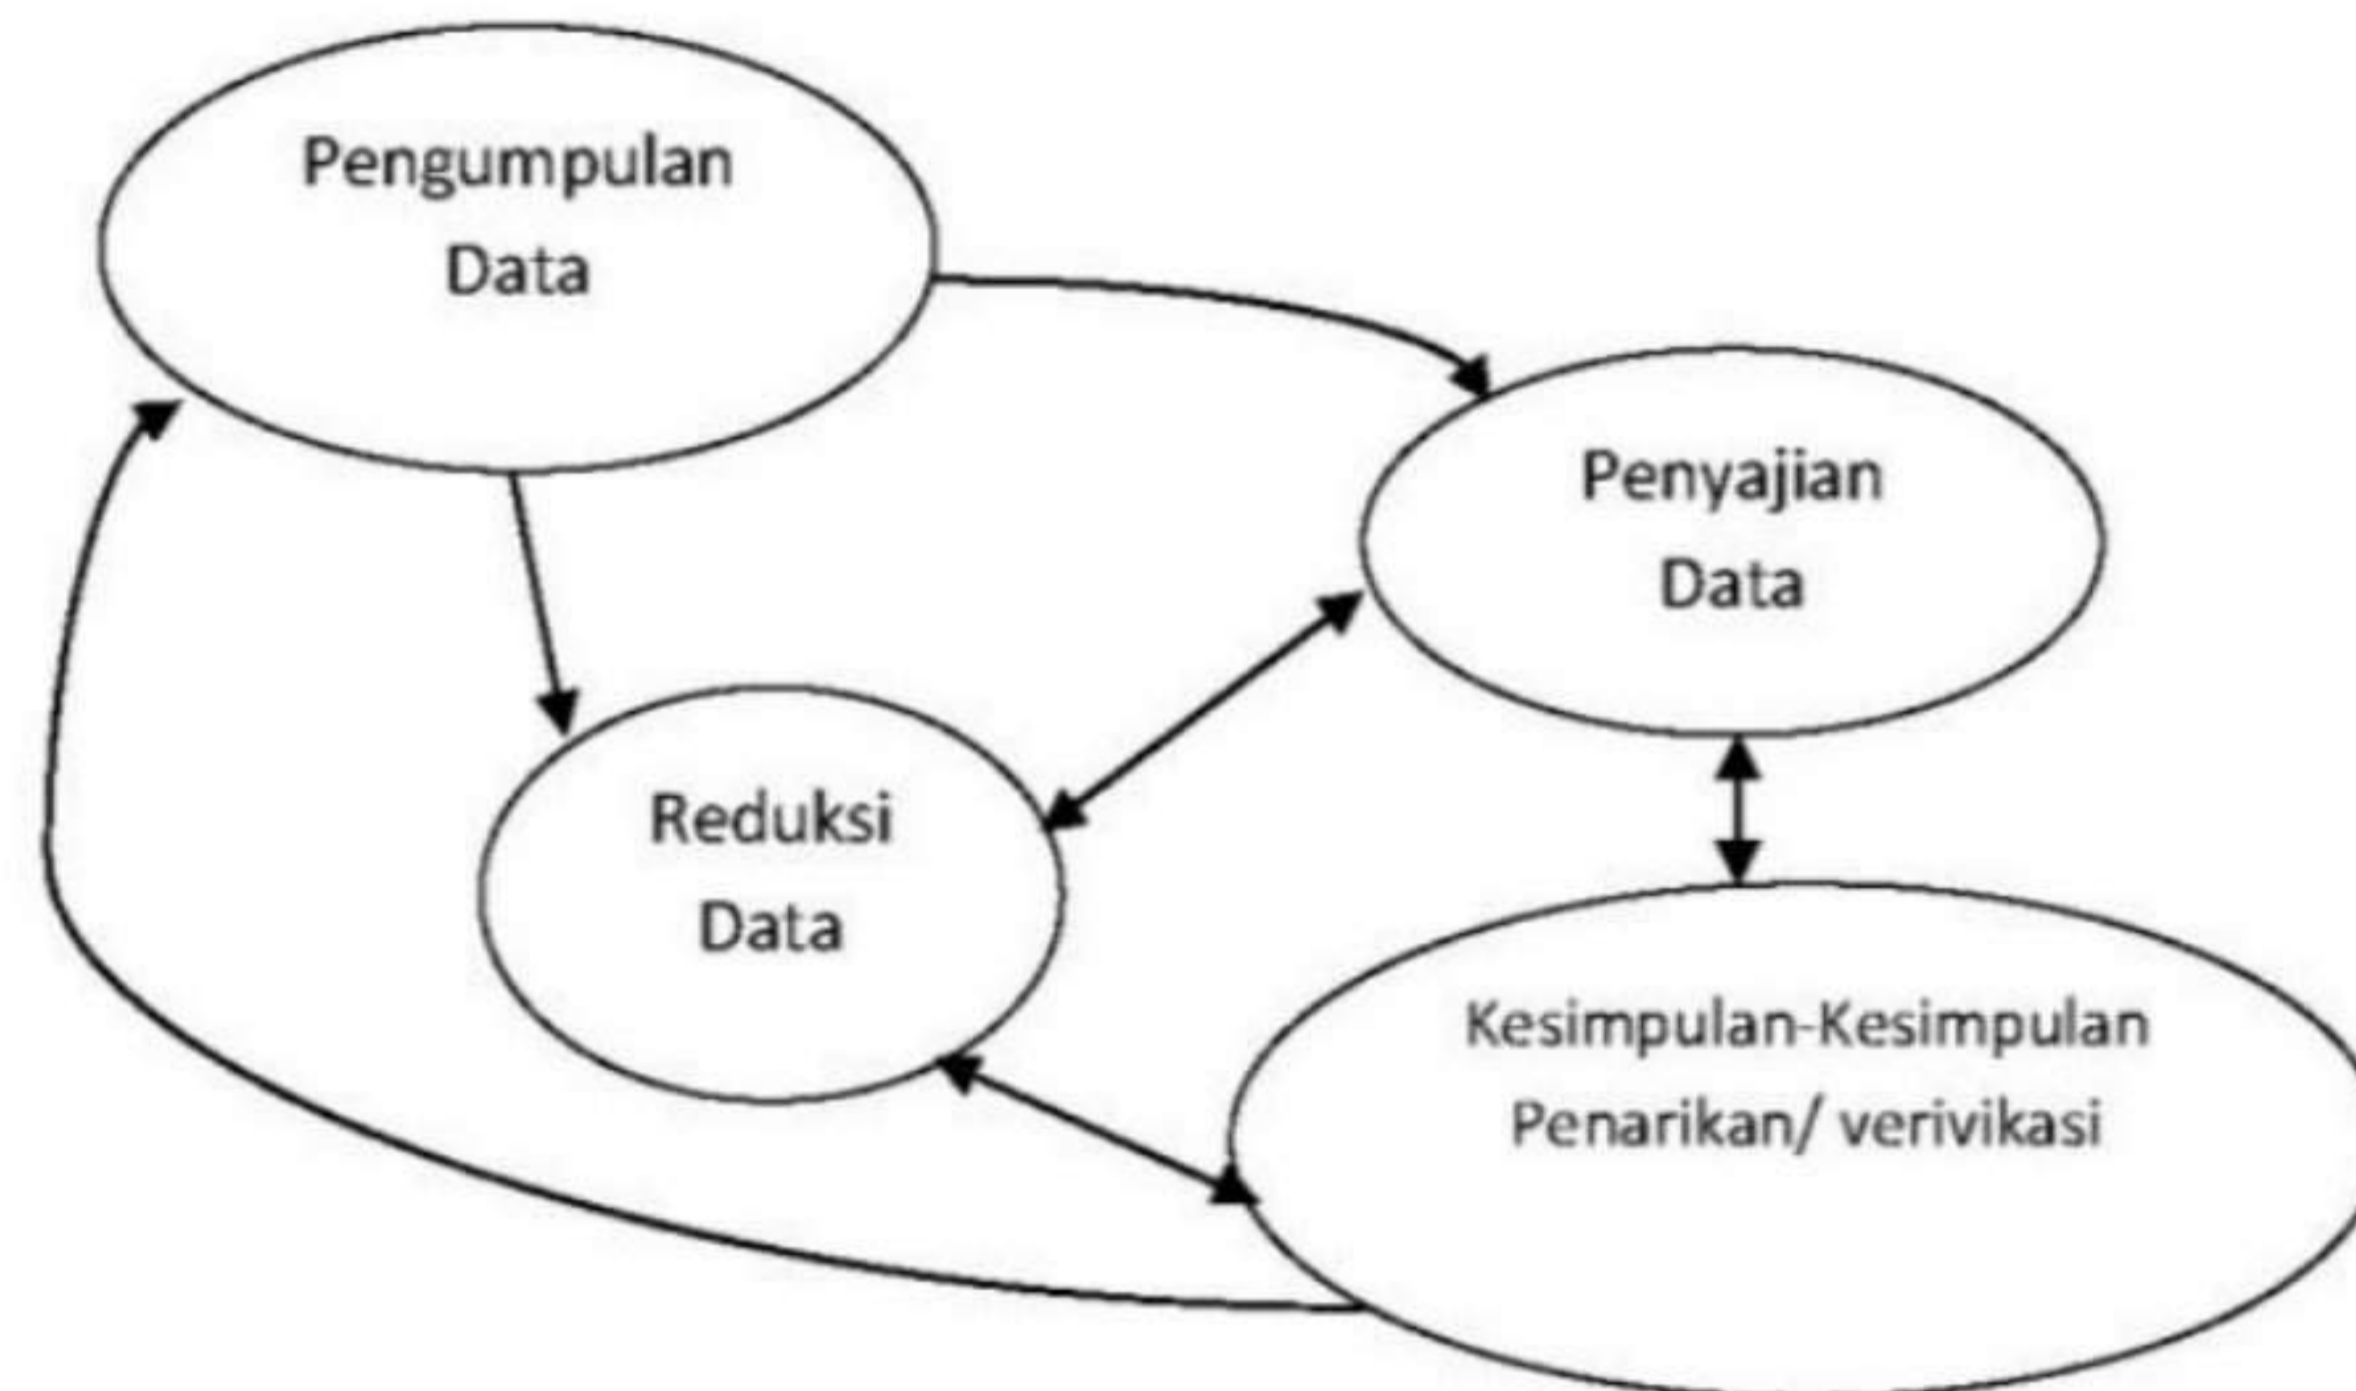 Pengumpulan
Data
Penyajian
Data
Reduksi
Data
Kesimpulan-Kesimpulan
Penarikan/ verivikasi